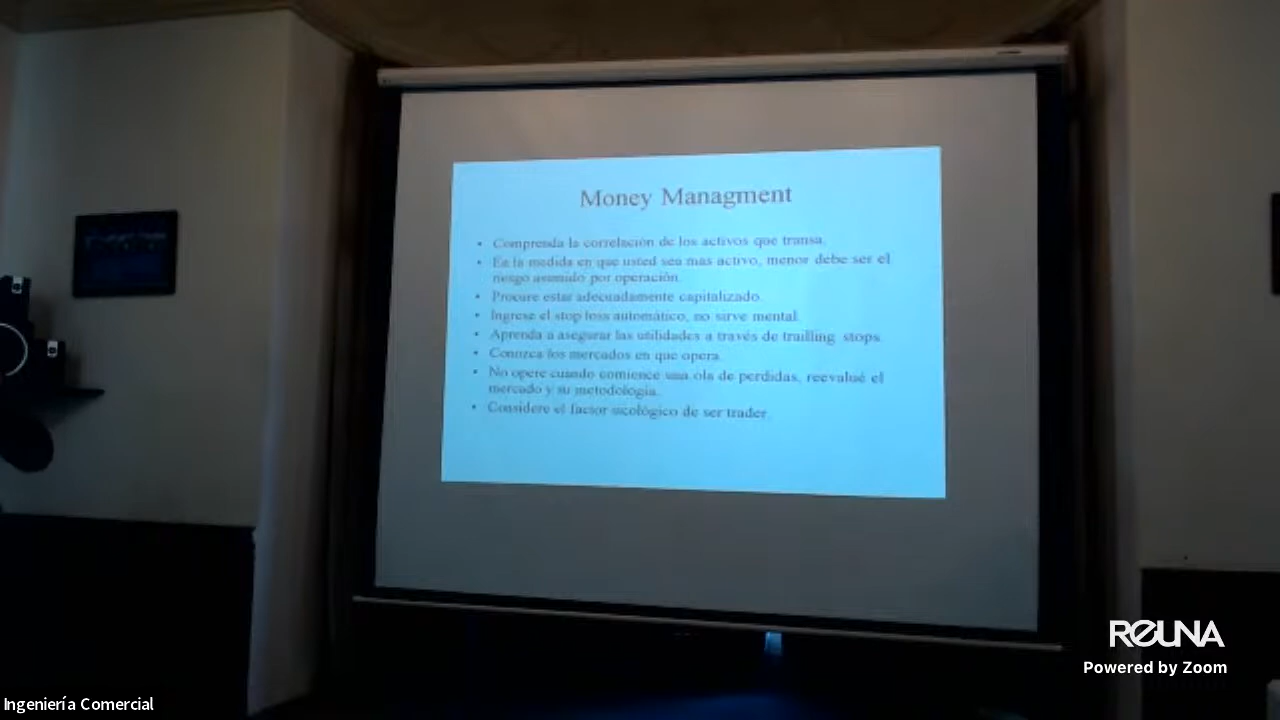 Money Managment
• Comprenda la correlación de los activos que transa.
• En la medida en que usted sea mas activo, menor debe ser el
riesgo asumido por operación.
• Procure estar adecuadamente capitalizado.
• Ingrese el stop loss automático, no sirve mental.
• Aprenda a asegurar las utilidades a través de trailling stops.
• Conozca los mercados en que opera.
• No opere cuando comience una ola de perdidas, reevalué el
mercado y su metodología.
• Considere el factor sicológico de ser trader.
REUNA
Powered by Zoom
Ingeniería Comercial